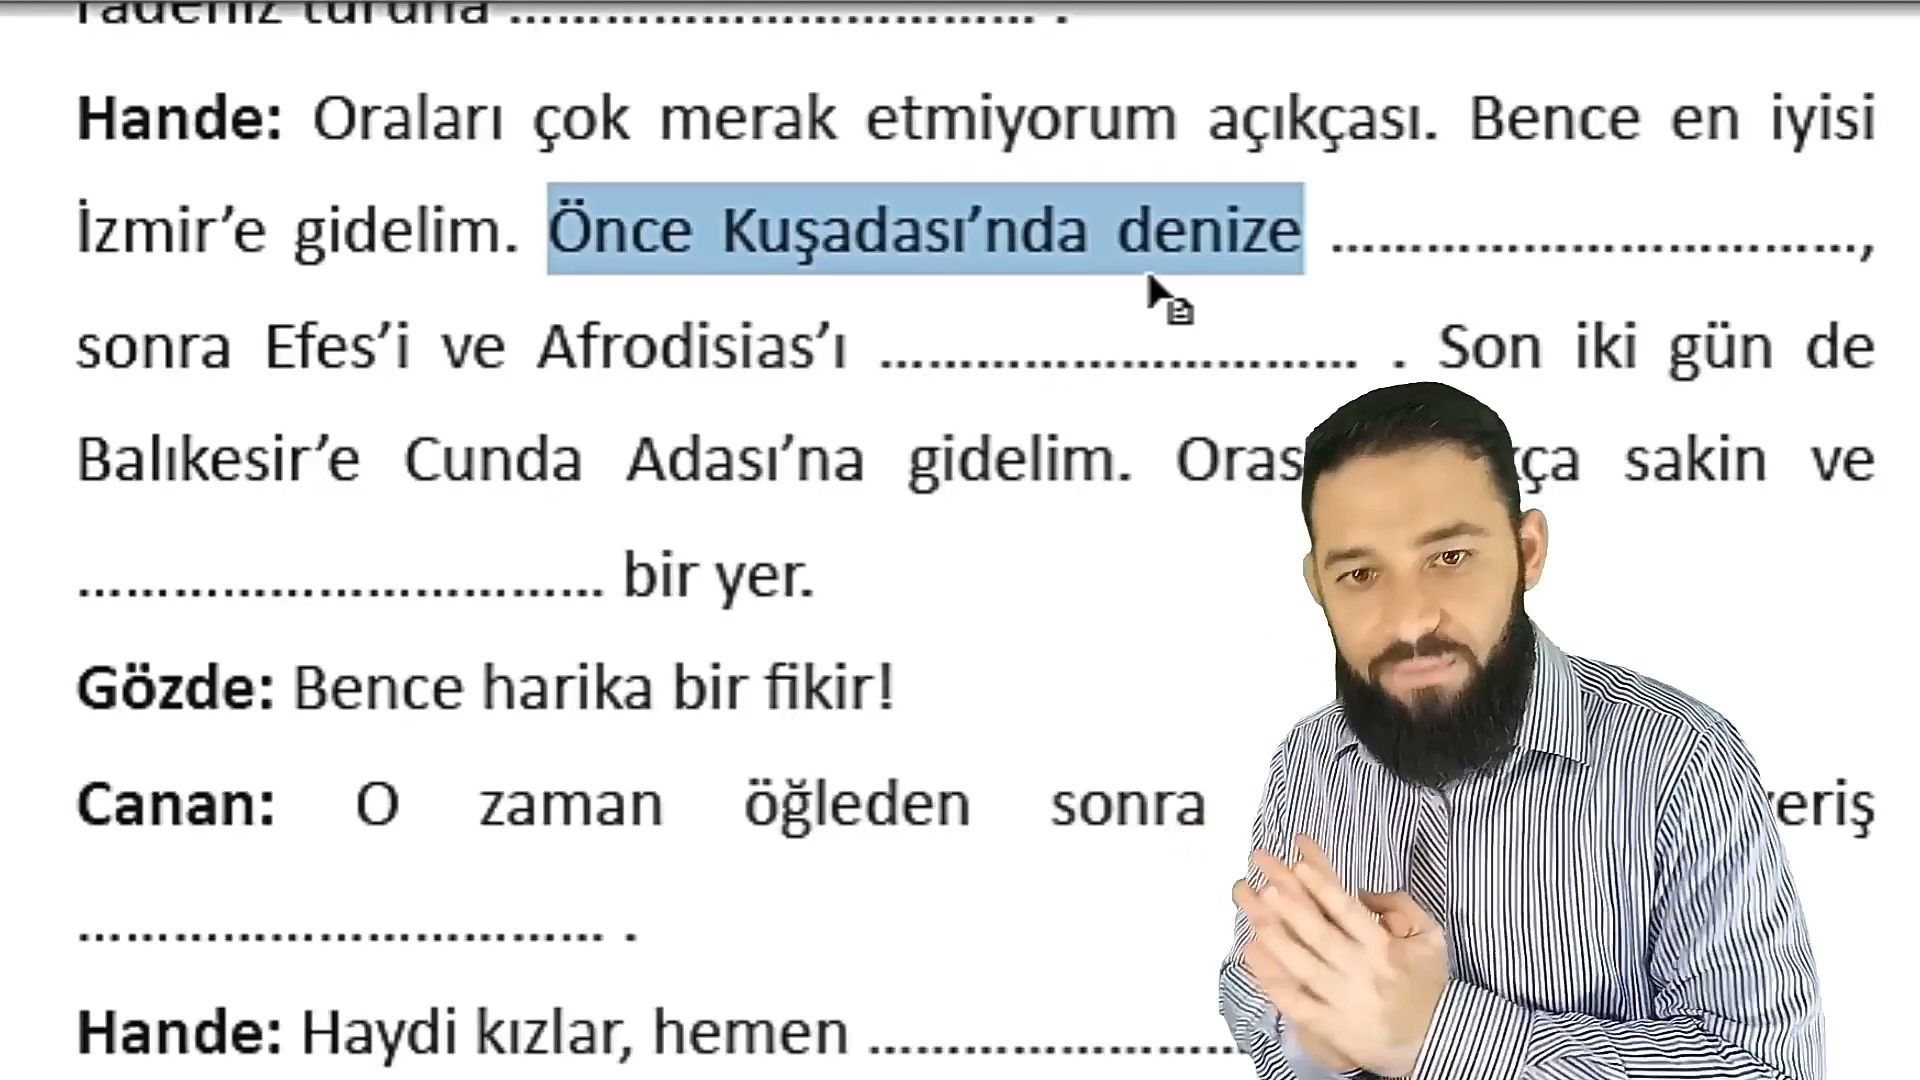 turuna ................................ .
Hande: Oraları çok merak etmiyorum açıkçası. Bence en iyisi
İzmir’e gidelim. Önce Kuşadası’nda denize ................................,
sonra Efes’i ve Afrodisias’ı ............................. . Son iki gün de
Balıkesir’e Cunda Adası’na gidelim. sakin ve
................................ bir yer.
Gözde: Bence harika bir fikir!
Canan: O zaman öğleden sonra
................................ .
Hande: Haydi kızlar, hemen .......................